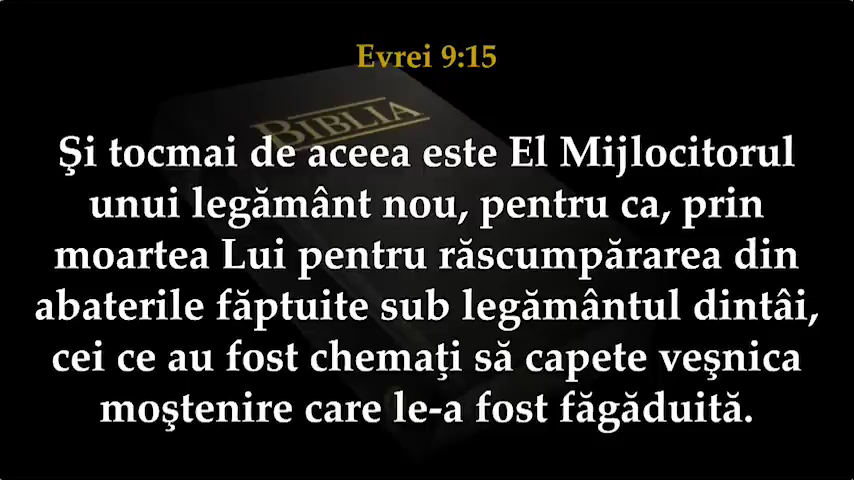 Evrei 9:15
BIBLIA
Şi tocmai de aceea este El Mijlocitorul
unui legământ nou, pentru ca, prin
moartea Lui pentru răscumpărarea din
abaterile făptuite sub legământul dintâi,
cei ce au fost chemaţi să capete veşnica
moştenire care le-a fost făgăduită.